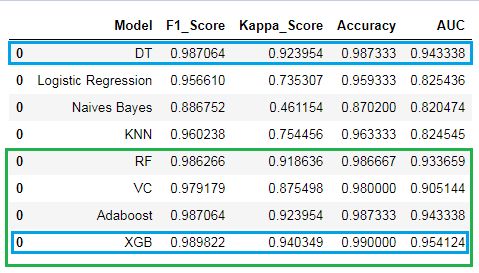 Model F1_Score Kappa_Score Accuracy AUC
0 DT 0.987064 0.923954 0.987333 0.943338
0 Logistic Regression 0.956610 0.735307 0.959333 0.825436
0 Naives Bayes 0.886752 0.461154 0.870200 0.820474
0 KNN 0.960238 0.754456 0.963333 0.824545
0 RF 0.986266 0.918636 0.986667 0.933659
0 VC 0.979179 0.875498 0.980000 0.905144
0 Adaboost 0.987064 0.923954 0.987333 0.943338
0 XGB 0.989822 0.940349 0.990000 0.954124